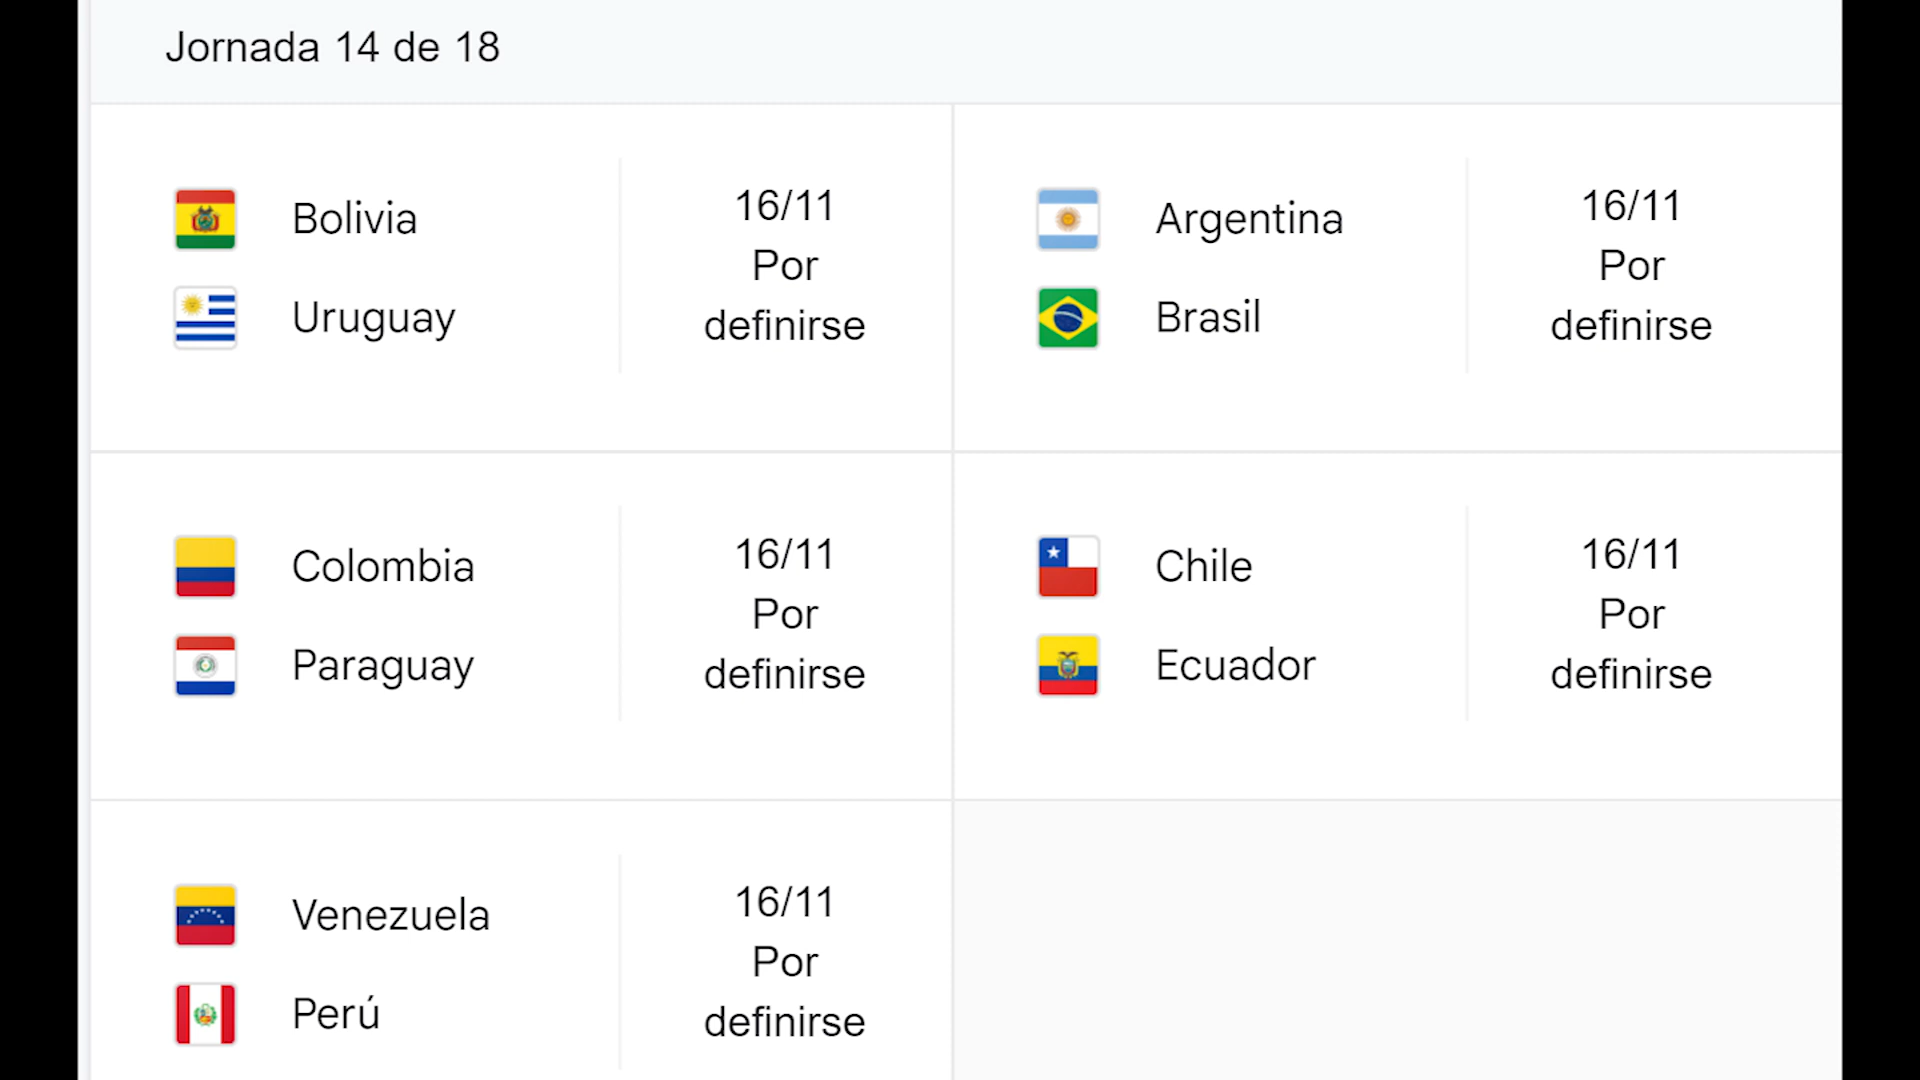 Jornada 14 de 18
Bolivia
Uruguay
16/11
Por
definirse
Argentina
Brasil
16/11
Por
definirse
Colombia
Paraguay
16/11
Por
definirse
Chile
Ecuador
16/11
Por
definirse
Venezuela
Perú
16/11
Por
definirse